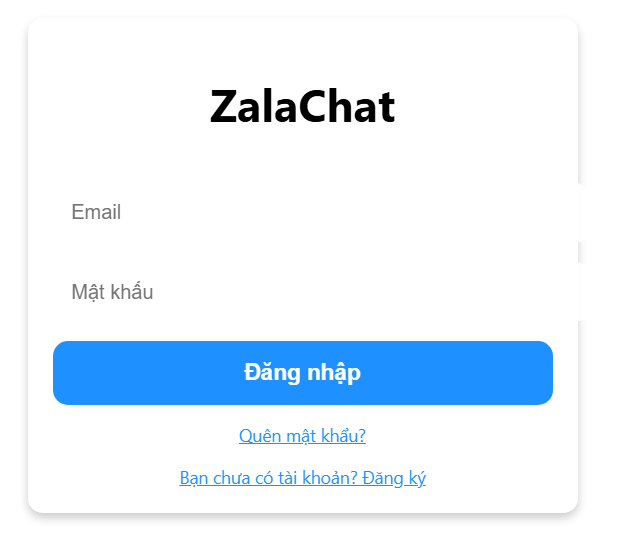 ZalaChat
Email
Mật khẩu
Đăng nhập
Quên mật khẩu?
Bạn chưa có tài khoản? Đăng ký